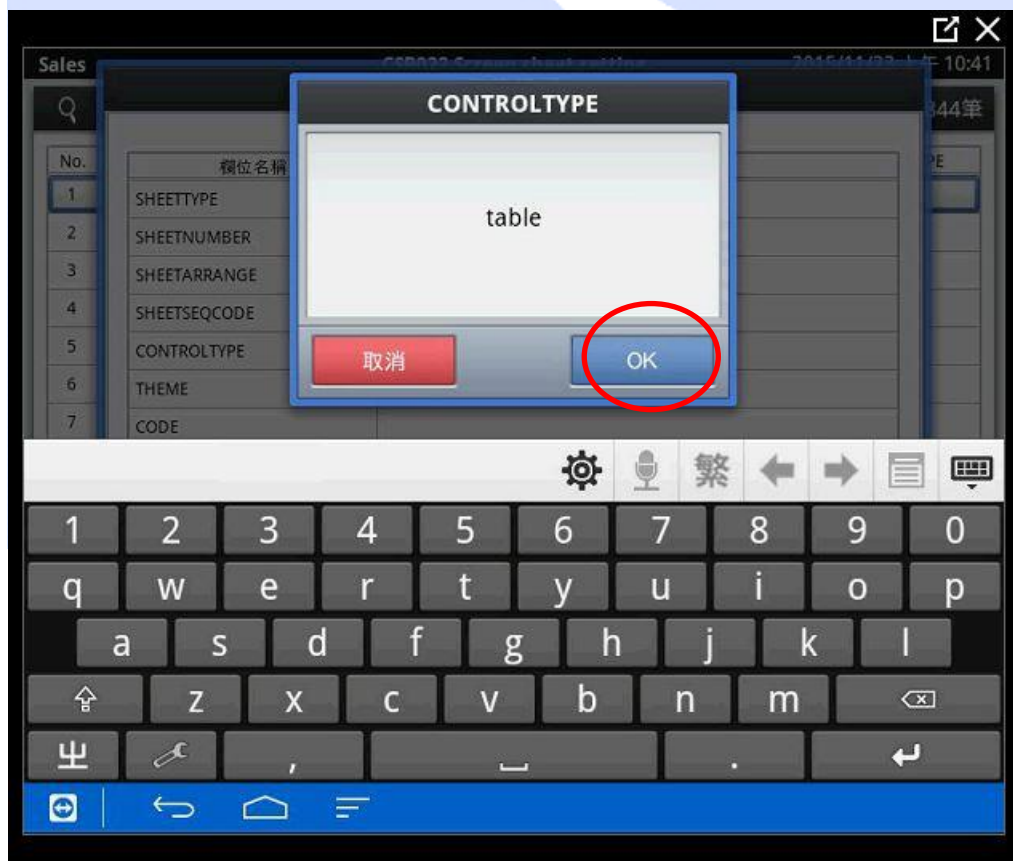 Sales
10:41
CONTROLTYPE
344筆
No.
欄位名稱
PE
1
SHEETTYPE
table
2
SHEETNUMBER
3
SHEETARRANGE
4
SHEETSEQCODE
5
CONTROLTYPE
取消
OK
6
THEME
7
CODE
繁
1 2 3 4 5 6 7 8 9 0
q w e r t y u i o p
a s d f g h j k l
z x c v b n m
ㄓ , .